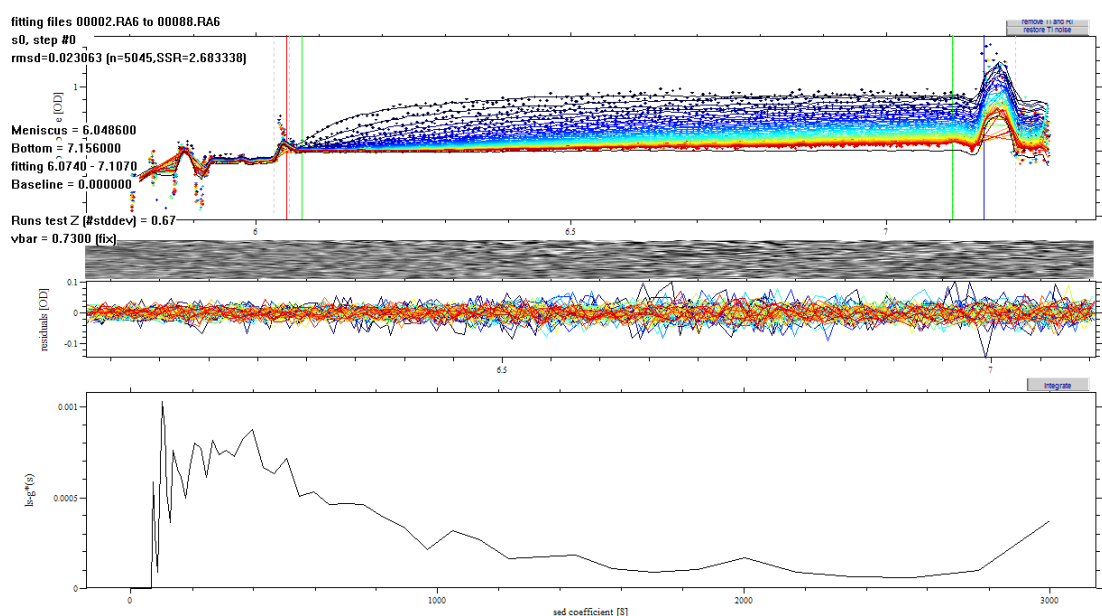 fitting files 00002.RA6 to 00088.RA6
remove TI and RI
restore TI noise
s0, step #0
rmsd=0.023063 (n=5045,SSR=2.683338)
1
e [OD]
Meniscus = 6.048600
Bottom = 7.156000
fitting 6.0740 - 7.1070
Baseline = 0.000000
Runs test Z (#stddev) = 0.67
6
6.5
7
vbar = 0.7300 (fix)
0.1
0
-0.1
residuals [OD]
6.5
7
integrate
0.001
0.0005
0
ls-g*(s)
0
1000
2000
3000
sed coefficient [S]